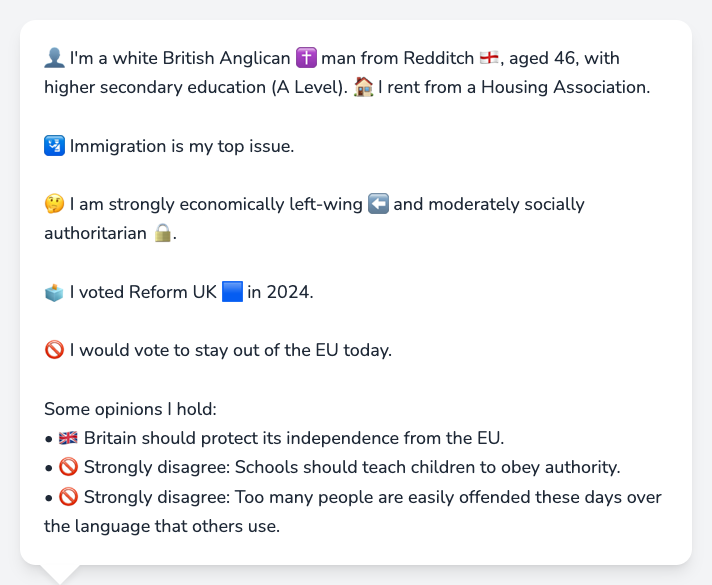 👤 I'm a white British Anglican ✝️ man from Redditch 🏴󠁧󠁢󠁥󠁮󠁧󠁿, aged 46, with
higher secondary education (A Level). 🏠 I rent from a Housing Association.
🛂 Immigration is my top issue.
🤔 I am strongly economically left-wing ⬅️ and moderately socially
authoritarian 🔒.
🗳️ I voted Reform UK 🟦 in 2024.
🚫 I would vote to stay out of the EU today.
Some opinions I hold:
• 🇬🇧 Britain should protect its independence from the EU.
• 🚫 Strongly disagree: Schools should teach children to obey authority.
• 🚫 Strongly disagree: Too many people are easily offended these days over
the language that others use.